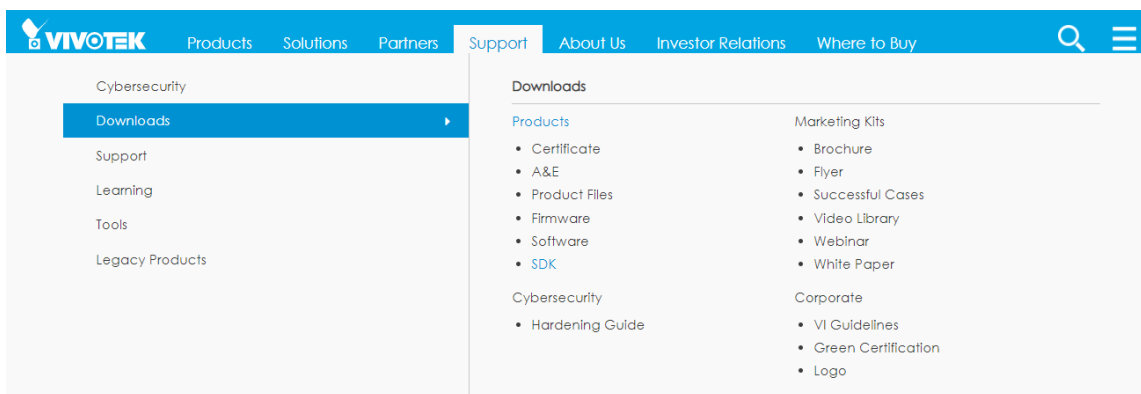 VIVOTEK Products Solutions Partners Support About Us Investor Relations Where to Buy
Cybersecurity
Downloads
Support
Learning
Tools
Legacy Products
Downloads
Products
• Certificate
• A&E
• Product Files
• Firmware
• Software
• SDK
Cybersecurity
• Hardening Guide
Marketing Kits
• Brochure
• Flyer
• Successful Cases
• Video Library
• Webinar
• White Paper
Corporate
• VI Guidelines
• Green Certification
• Logo